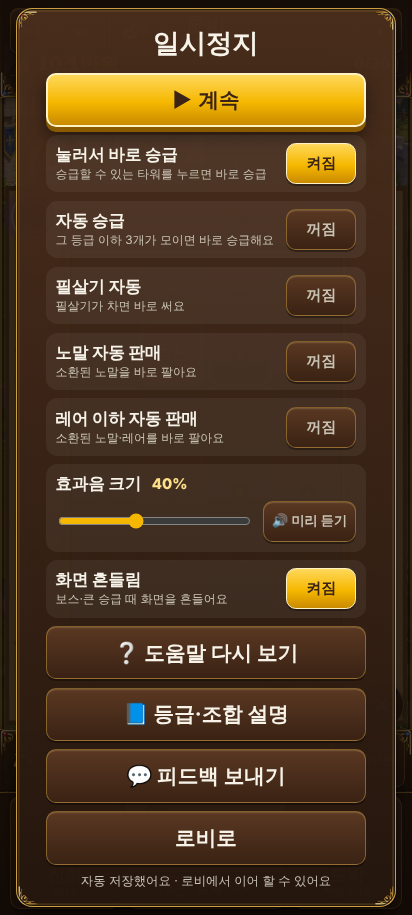 일시정지
▶ 계속
눌러서 바로 승급
승급할 수 있는 타워를 누르면 바로 승급
켜짐
자동 승급
그 등급 이하 3개가 모이면 바로 승급해요
꺼짐
필살기 자동
필살기가 차면 바로 써요
꺼짐
노말 자동 판매
소환된 노말을 바로 팔아요
꺼짐
레어 이하 자동 판매
소환된 노말·레어를 바로 팔아요
꺼짐
효과음 크기 40%
🔊 미리 듣기
화면 흔들림
보스·큰 승급 때 화면을 흔들어요
켜짐
❔ 도움말 다시 보기
📘 등급·조합 설명
💬 피드백 보내기
로비로
자동 저장했어요 · 로비에서 이어 할 수 있어요